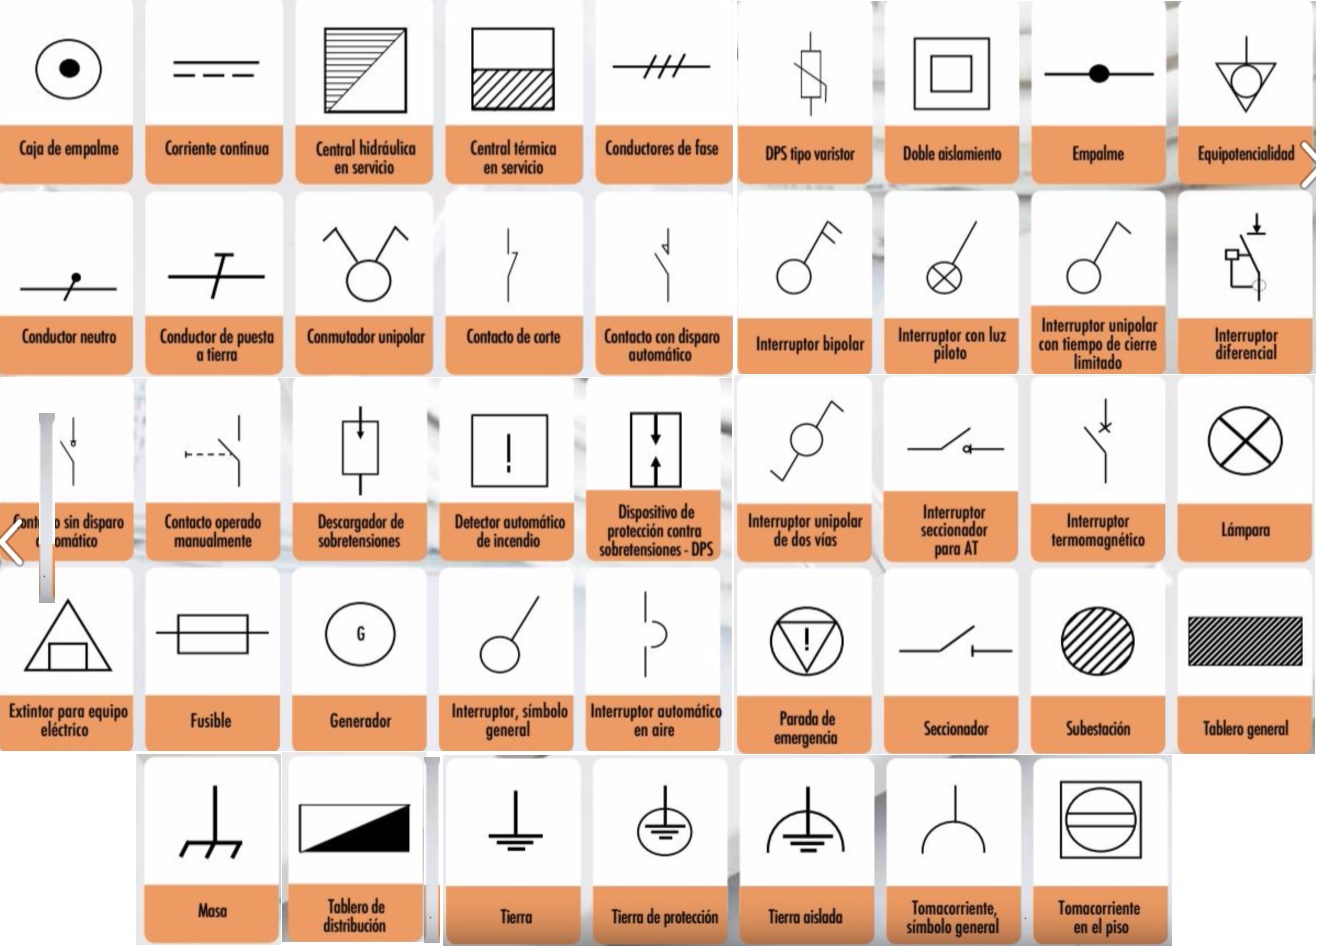 Caja de empalme
Corriente continua
Central hidráulica
en servicio
Central térmica
en servicio
Conductores de fase
DPS tipo varistor
Doble aislamiento
Empalme
Equipotencialidad
Conductor neutro
Conductor de puesta
a tierra
Conmutador unipolar
Contacto de corte
Contacto con disparo
automático
Interruptor bipolar
Interruptor con luz
piloto
Interruptor unipolar
con tiempo de cierre
limitado
Interruptor
diferencial
sin disparo
Contacto operado
manualmente
Descargador de
sobretensiones
!
Detector automático
de incendio
Dispositivo de
protección contra
sobretensiones - DPS
Interruptor unipolar
de dos vías
Interruptor
seccionador
para AT
Interruptor
termomagnético
Lámpara
Extintor para equipo
eléctrico
Fusible
G
Generador
Interruptor, símbolo
general
Interruptor automático
en aire
!
Parada de
emergencia
Seccionador
Subestación
Tablero general
Masa
Tablero de
distribución
Tierra
Tierra de protección
Tierra aislada
Tomacorriente,
símbolo general
Tomacorriente
en el piso